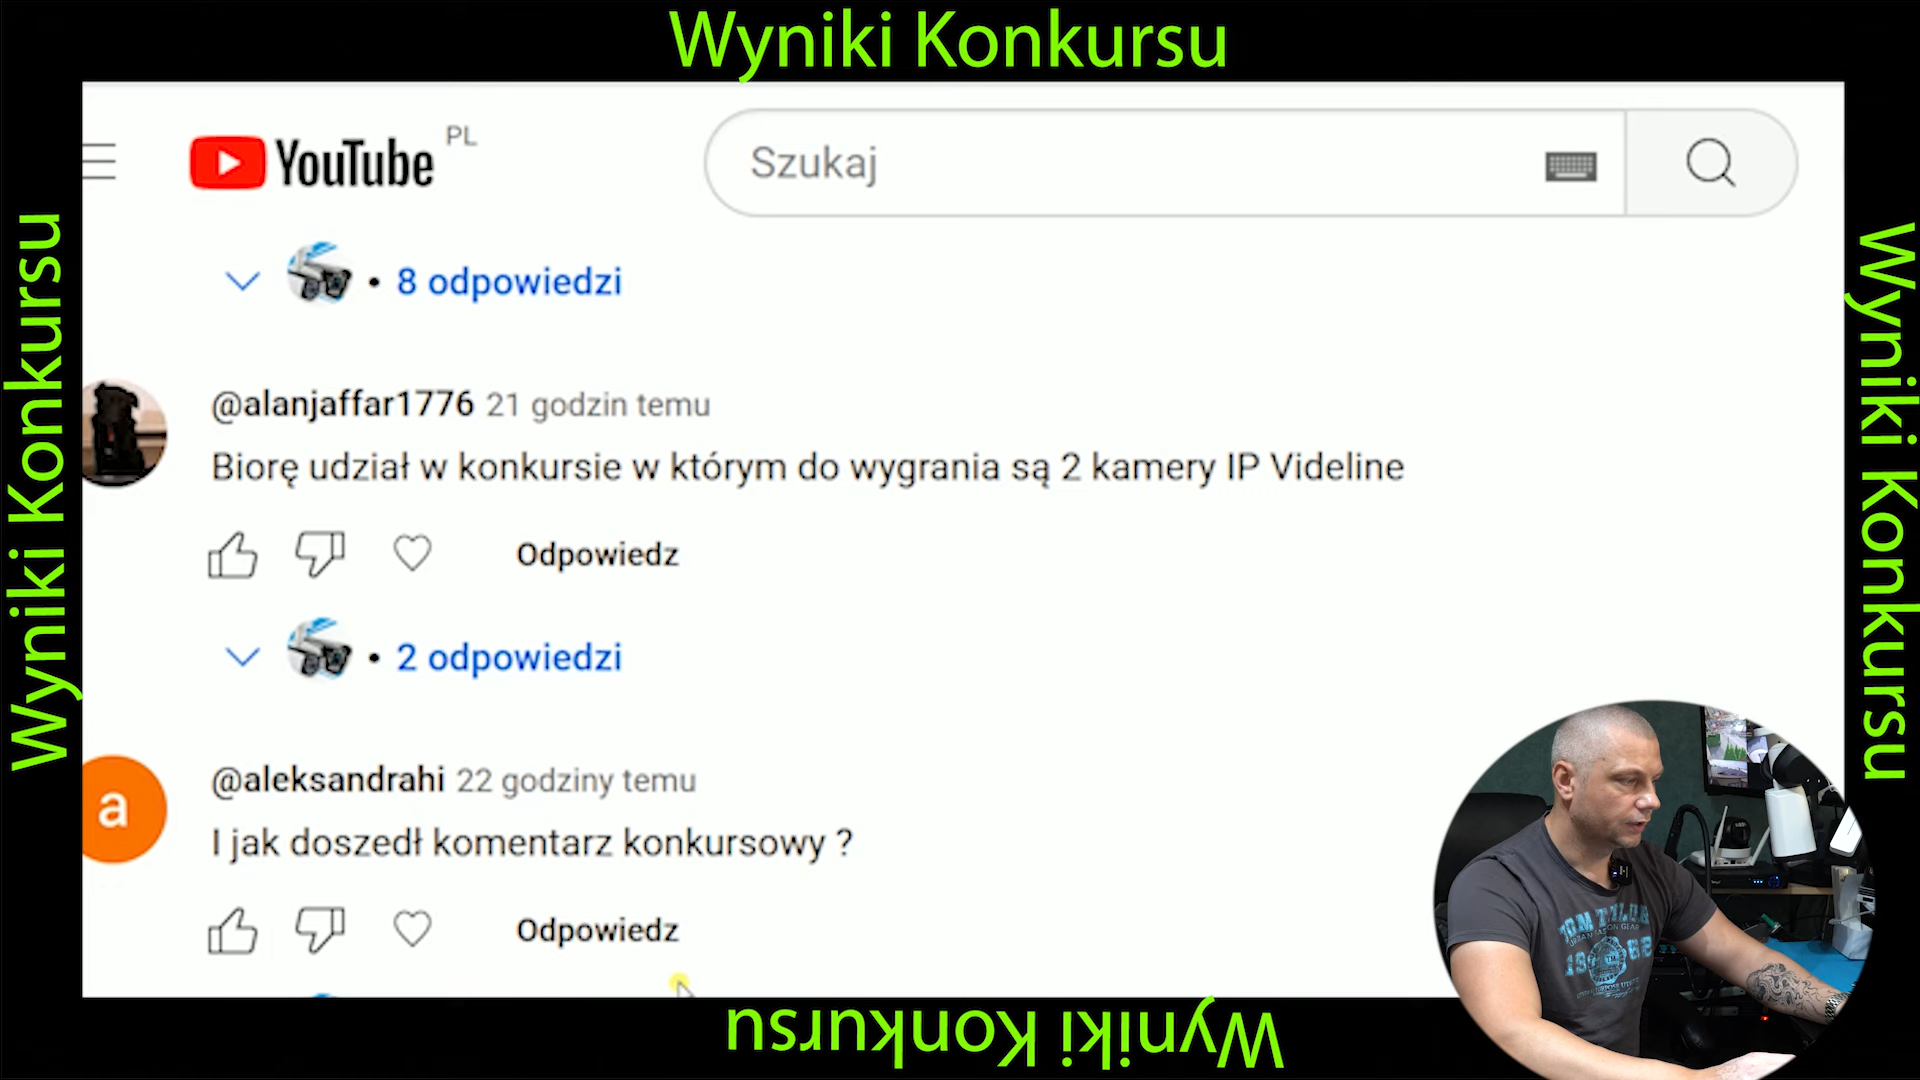 Wyniki Konkursu
Wyniki Konkursu
Wyniki Konkursu
YouTube PL
Szukaj
8 odpowiedzi
@alanjaffar1776 21 godzin temu
Biorę udział w konkursie w którym do wygrania są 2 kamery IP Videline
Odpowiedz
2 odpowiedzi
a
@aleksandrahi 22 godziny temu
I jak doszedł komentarz konkursowy ?
Odpowiedz
Wyniki Konkursu